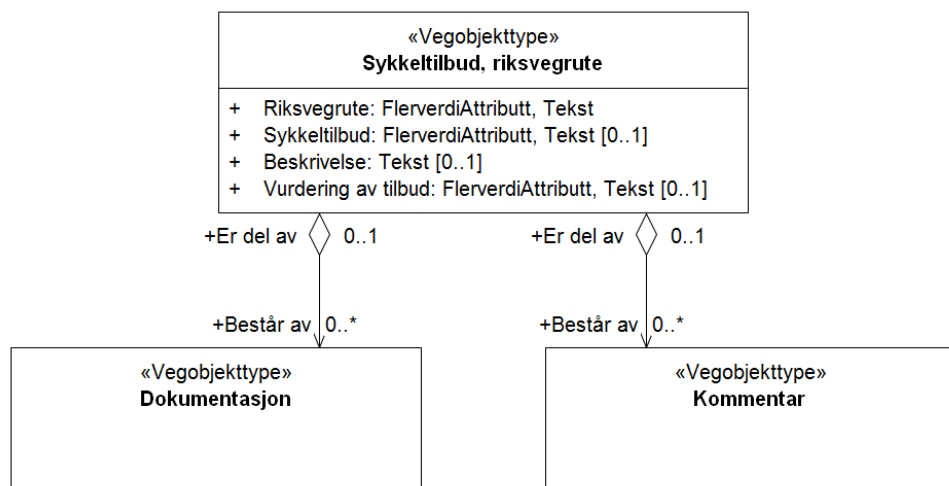 «Vegobjekttype»
Sykkeltilbud, riksvegrute
+ Riksvegrute: FlerverdiAttributt, Tekst
+ Sykkeltilbud: FlerverdiAttributt, Tekst [0..1]
+ Beskrivelse: Tekst [0..1]
+ Vurdering av tilbud: FlerverdiAttributt, Tekst [0..1]
+Er del av 0..1 +Er del av 0..1
+Består av 0..* +Består av 0..*
«Vegobjekttype»
Dokumentasjon
«Vegobjekttype»
Kommentar